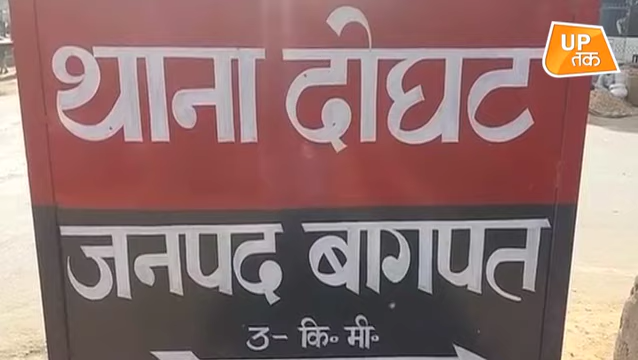 UP
तक
थाना दोघट
जनपद बागपत
उ- कि॰ मी॰